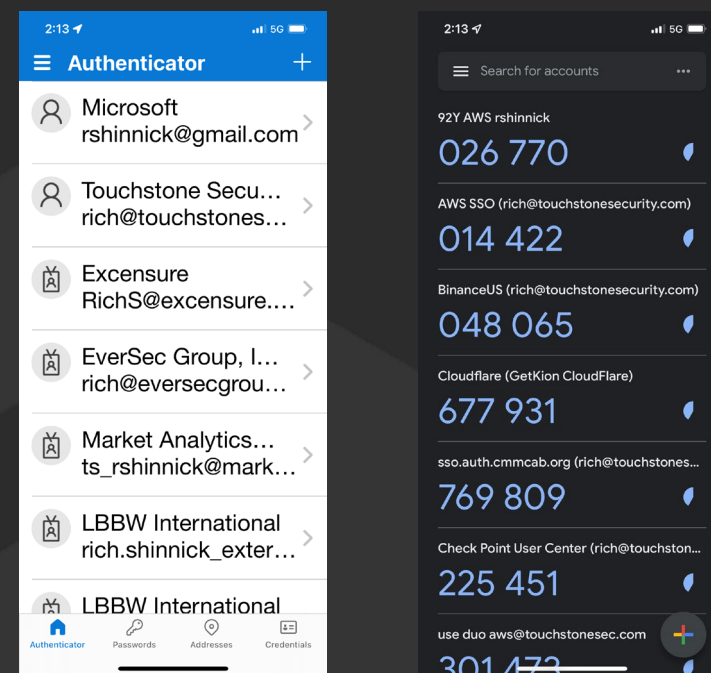 2:13
5G
Authenticator
Microsoft
rshinnick@gmail.com
Touchstone Secu...
rich@touchstones...
Excensure
RichS@excensure....
EverSec Group, I...
rich@eversecgrou...
Market Analytics...
ts_rshinnick@mark...
LBBW International
rich.shinnick_exter...
LBBW International
Authenticator
Passwords
Addresses
Credentials
2:13
5G
Search for accounts
92Y AWS rshinnick
026 770
AWS SSO (rich@touchstonesecurity.com)
014 422
BinanceUS (rich@touchstonesecurity.com)
048 065
Cloudflare (GetKion CloudFlare)
677 931
sso.auth.cmmcab.org (rich@touchstones...
769 809
Check Point User Center (rich@touchston...
225 451
use duo aws@touchstonesec.com
301 473